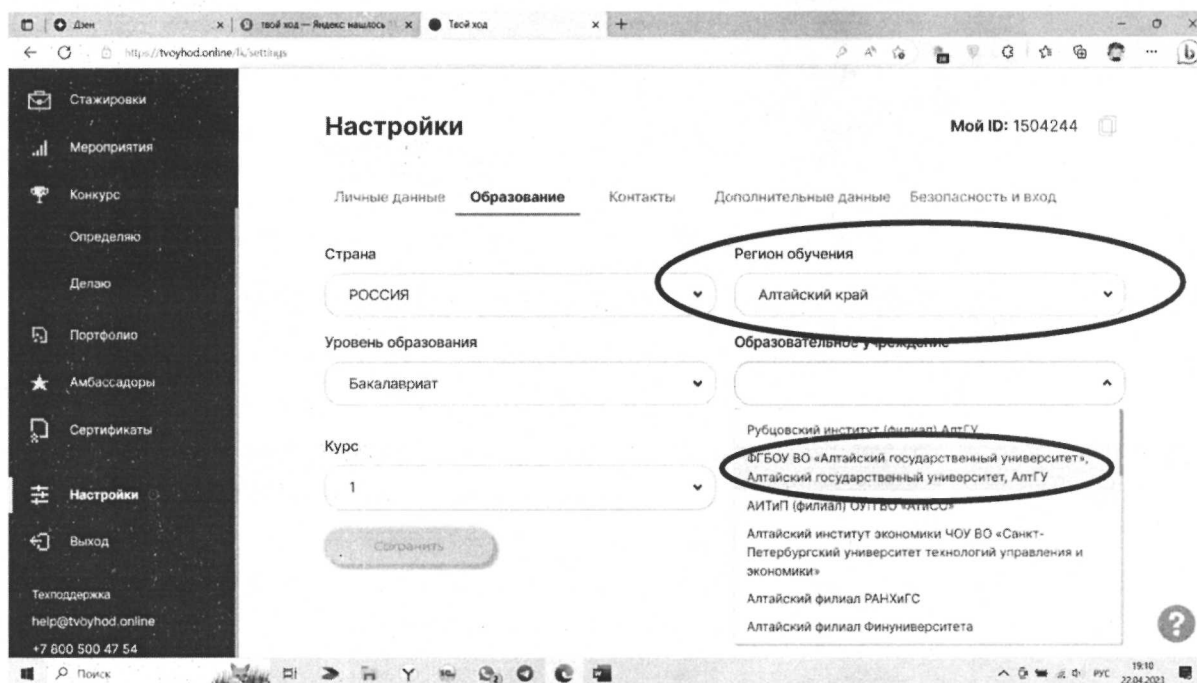 Дзен
твой ход — Яндекс нашлось
Твой ход
https://tvoyhod.online/lk/settings
Стажировки
Мероприятия
Конкурс
Определяю
Делаю
Портфолио
Амбассадоры
Сертификаты
Настройки
Выход
Техподдержка
help@tvoyhod.online
+7 800 500 47 54
Настройки
Мой ID: 1504244
Личные данные
Образование
Контакты
Дополнительные данные
Безопасность и вход
Страна
РОССИЯ
Регион обучения
Алтайский край
Уровень образования
Бакалавриат
Образовательное учреждение
Рубцовский институт (филиал) АлтГУ
ФГБОУ ВО «Алтайский государственный университет»,
Алтайский государственный университет, АлтГУ
АИТиП (филиал) ОУП ВО «АТиСО»
Алтайский институт экономики ЧОУ ВО «Санкт-
Петербургский университет технологий управления и
экономики»
Алтайский филиал РАНХиГС
Алтайский филиал Финуниверситета
Курс
1
Сохранить
?
Поиск
РУС
19:10
22.04.2023